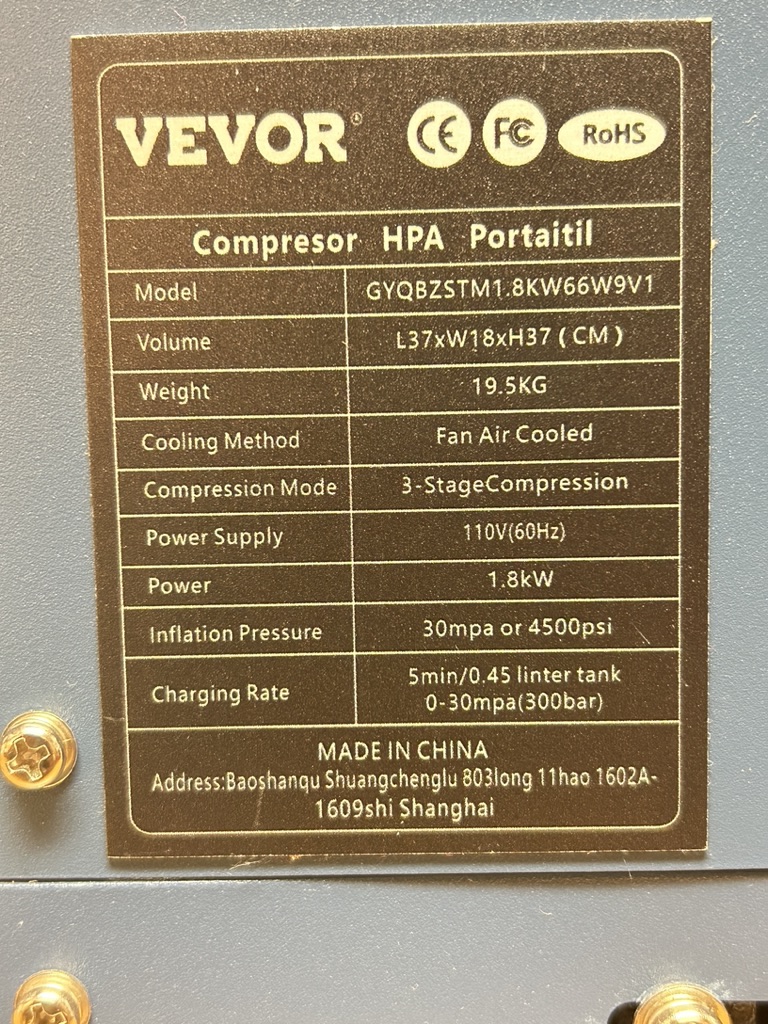 VEVOR®
CE FC RoHS
Compresor HPA Portaitil
Model GYQBZSTM1.8KW66W9V1
Volume L37xW18xH37 ( CM )
Weight 19.5KG
Cooling Method Fan Air Cooled
Compression Mode 3-StageCompression
Power Supply 110V(60Hz)
Power 1.8kW
Inflation Pressure 30mpa or 4500psi
Charging Rate 5min/0.45 linter tank
0-30mpa(300bar)
MADE IN CHINA
Address:Baoshanqu Shuangchenglu 803long 11hao 1602A-
1609shi Shanghai